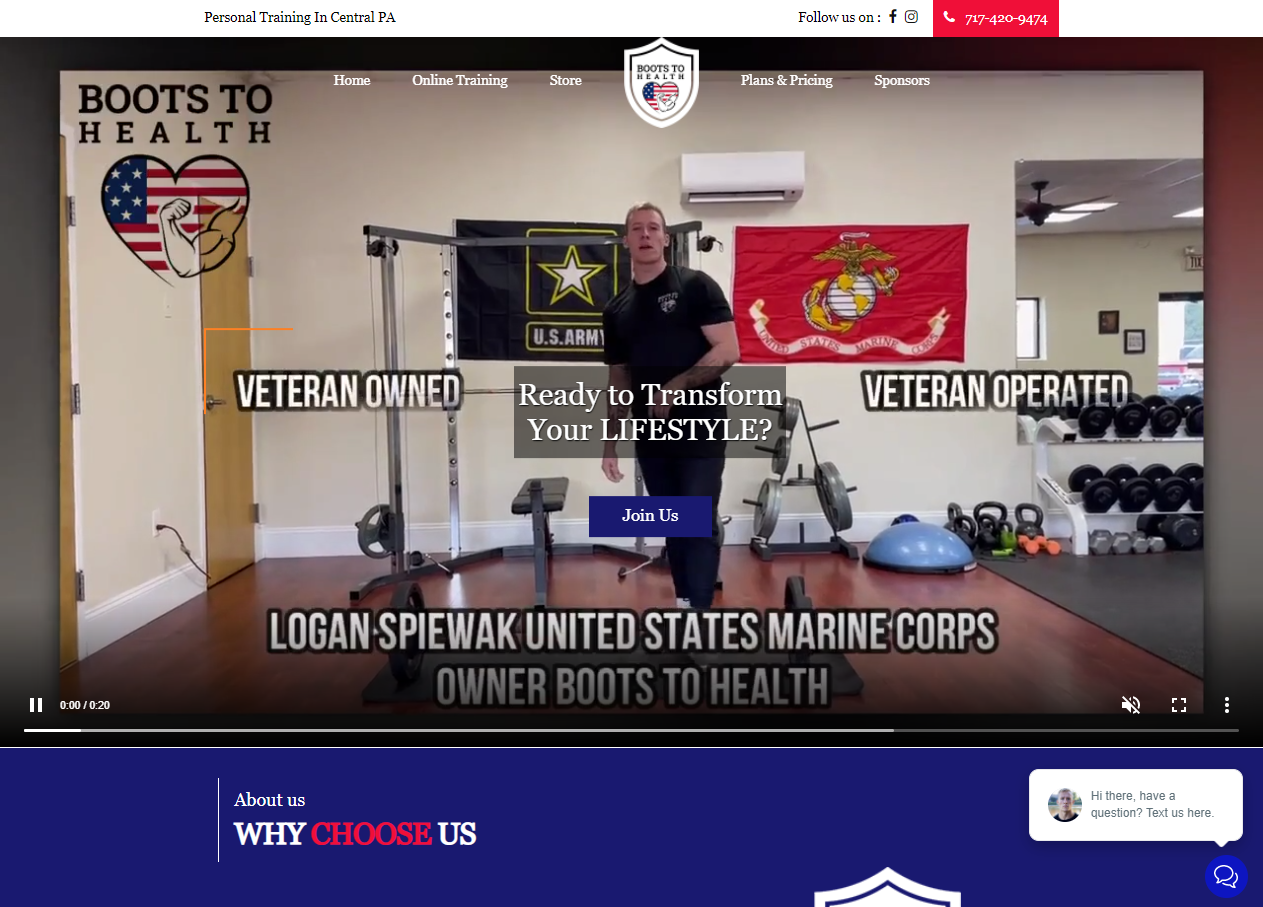 Personal Training In Central PA
Follow us on :
717-420-9474
Home
Online Training
Store
BOOTS TO
HEALTH
Plans & Pricing
Sponsors
BOOTS TO
HEALTH
U.S.ARMY
UNITED STATES MARINE CORPS
VETERAN OWNED
VETERAN OPERATED
Ready to Transform
Your LIFESTYLE?
Join Us
LOGAN SPIEWAK UNITED STATES MARINE CORPS
OWNER BOOTS TO HEALTH
0:00 / 0:20
About us
WHY CHOOSE US
Hi there, have a
question? Text us here.